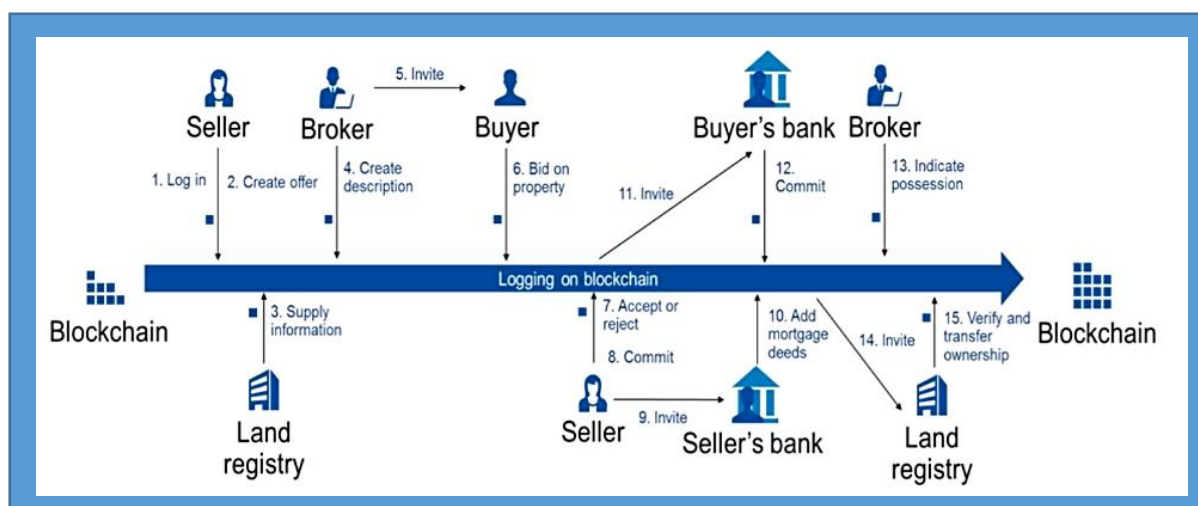 5. Invite
Seller
Broker
Buyer
Buyer's bank
Broker
1. Log in
2. Create offer
4. Create
description
6. Bid on
property
11. Invite
12.
Commit
13. Indicate
possession
Logging on blockchain
Blockchain
3. Supply
information
7. Accept or
reject
8. Commit
10. Add
mortgage
deeds
14. Invite
15. Verify and
transfer
ownership
Blockchain
Land
registry
Seller
9. Invite
Seller's bank
Land
registry